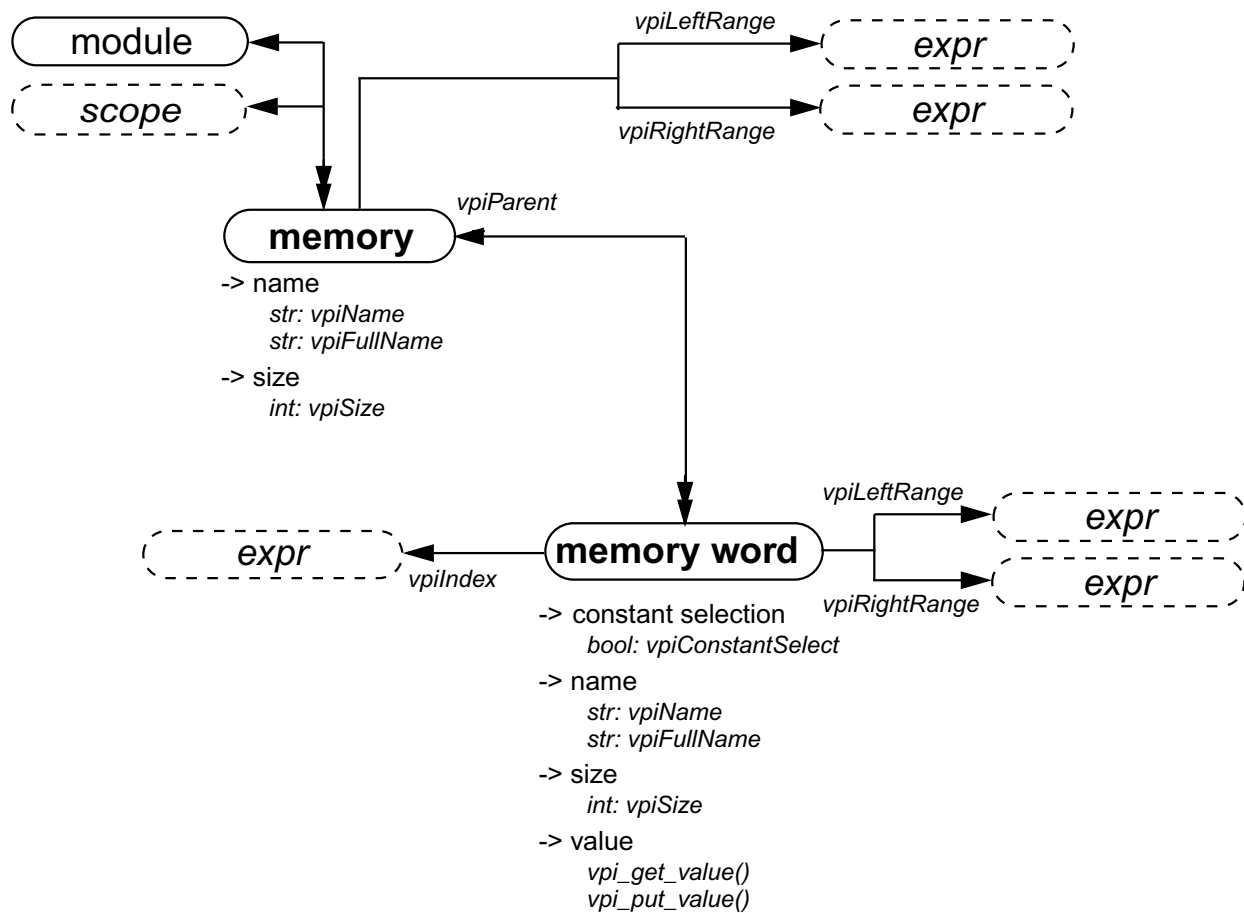 vpiLeftRange
module
expr
scope
expr
vpiRightRange
vpiParent
memory
-> name
str: vpiName
str: vpiFullName
-> size
int: vpiSize
vpiLeftRange
expr
expr
memory word
vpiIndex
expr
vpiRightRange
-> constant selection
bool: vpiConstantSelect
-> name
str: vpiName
str: vpiFullName
-> size
int: vpiSize
-> value
vpi_get_value()
vpi_put_value()